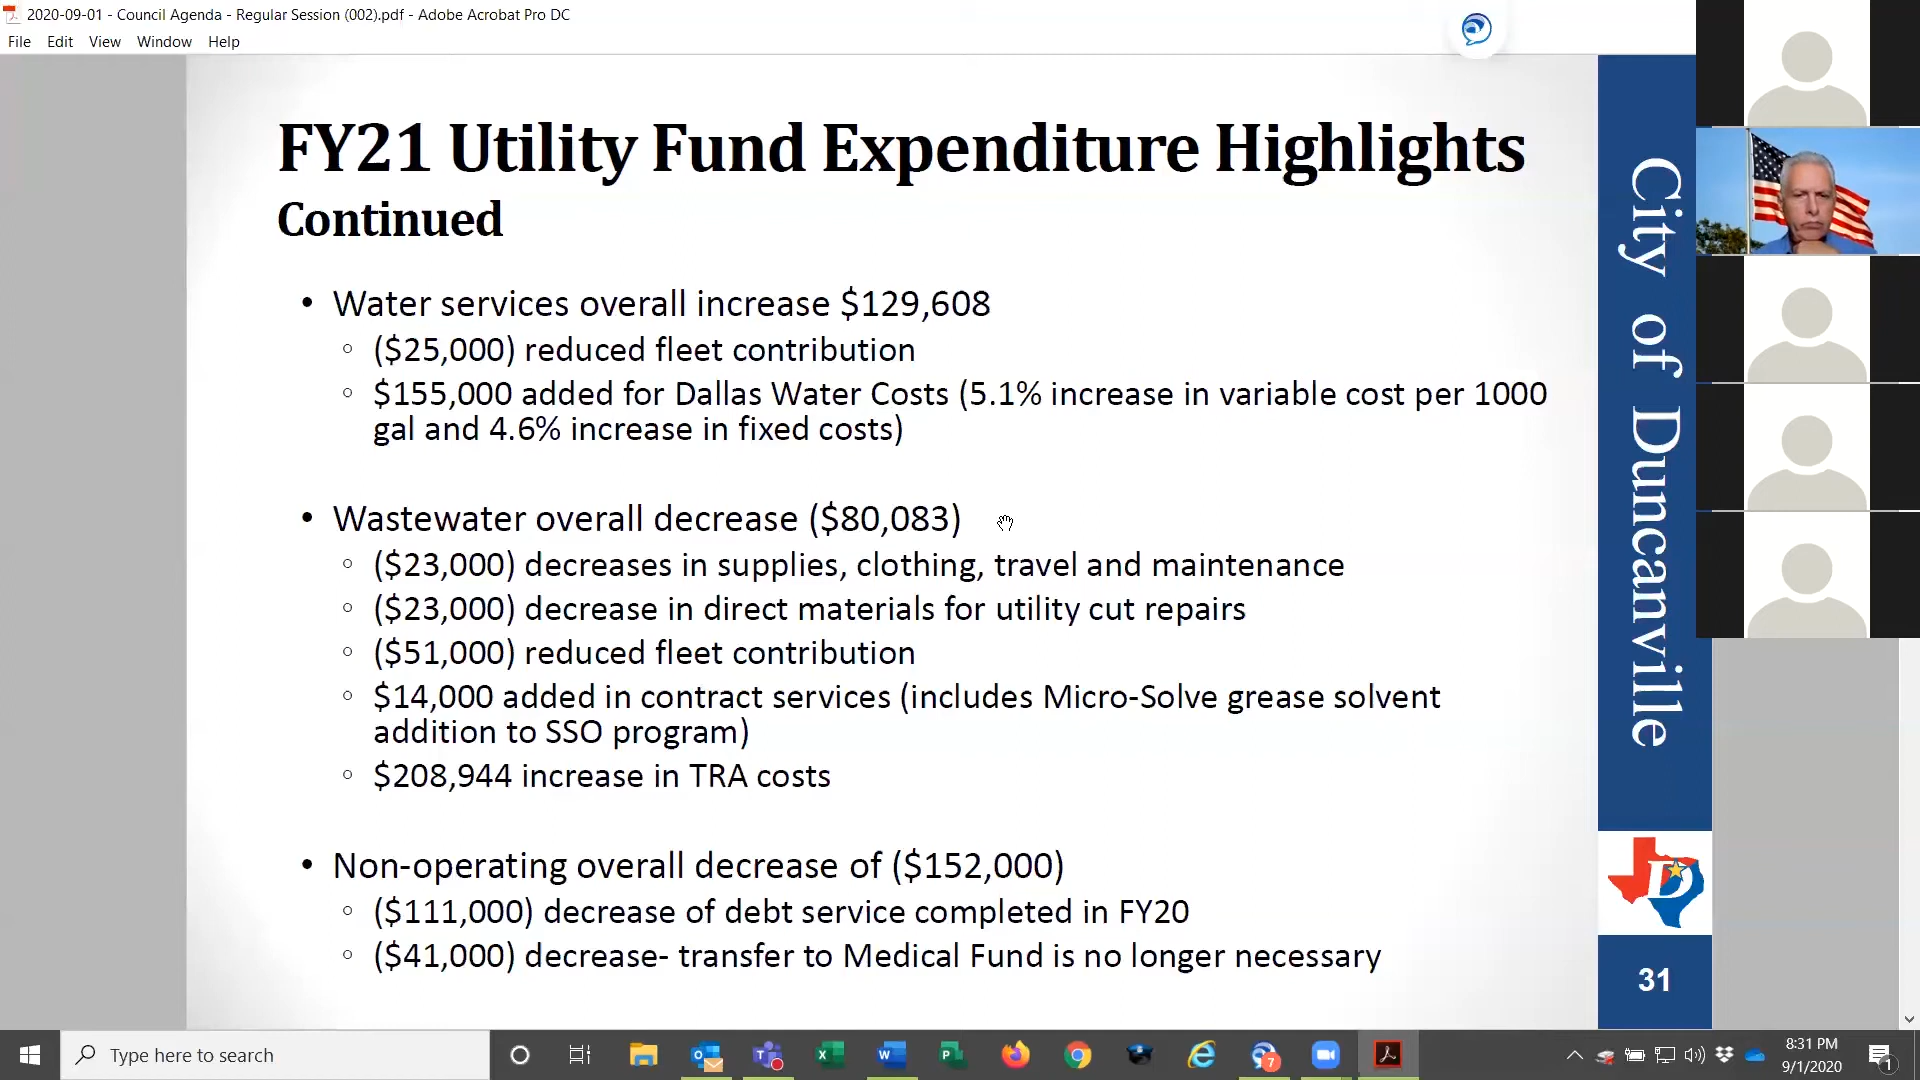 2020-09-01 - Council Agenda - Regular Session (002).pdf - Adobe Acrobat Pro DC
File Edit View Window Help
FY21 Utility Fund Expenditure Highlights
Continued
• Water services overall increase $129,608
◦ ($25,000) reduced fleet contribution
◦ $155,000 added for Dallas Water Costs (5.1% increase in variable cost per 1000
gal and 4.6% increase in fixed costs)
• Wastewater overall decrease ($80,083)
◦ ($23,000) decreases in supplies, clothing, travel and maintenance
◦ ($23,000) decrease in direct materials for utility cut repairs
◦ ($51,000) reduced fleet contribution
◦ $14,000 added in contract services (includes Micro-Solve grease solvent
addition to SSO program)
◦ $208,944 increase in TRA costs
• Non-operating overall decrease of ($152,000)
◦ ($111,000) decrease of debt service completed in FY20
◦ ($41,000) decrease- transfer to Medical Fund is no longer necessary
City of Duncanville
D
31
Type here to search
7
8:31 PM
9/1/2020
1